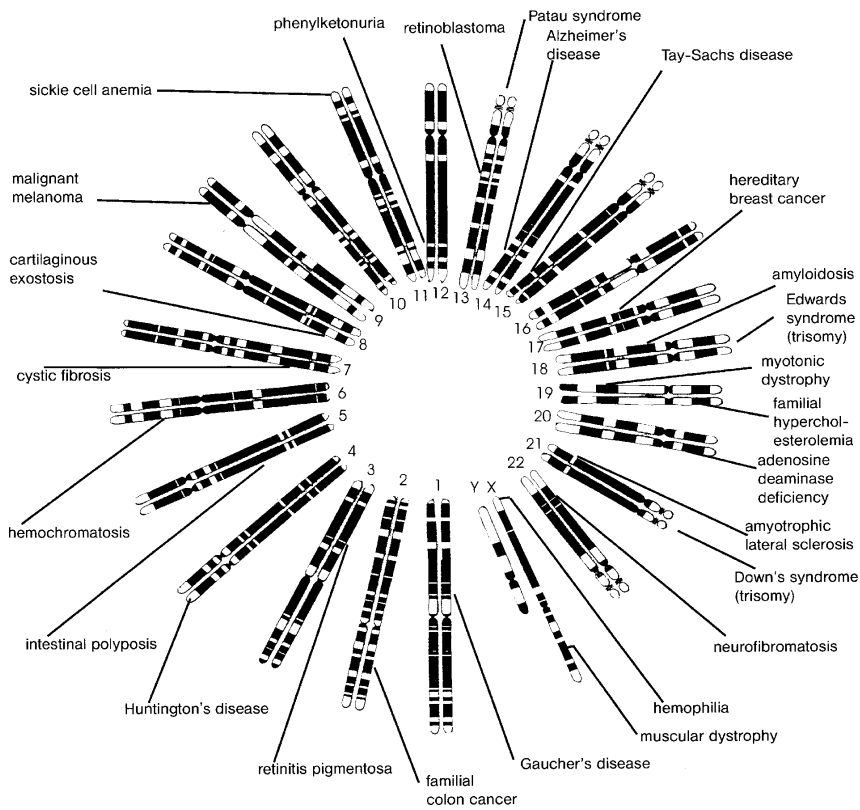 Patau syndrome
phenylketonuria
retinoblastoma
Alzheimer's
disease
Tay-Sachs disease
sickle cell anemia
malignant
melanoma
hereditary
breast cancer
cartilaginous
exostosis
amyloidosis
Edwards
syndrome
(trisomy)
cystic fibrosis
myotonic
dystrophy
familial
hyperchol-
esterolemia
adenosine
deaminase
deficiency
hemochromatosis
amyotrophic
lateral sclerosis
Down's syndrome
(trisomy)
intestinal polyposis
neurofibromatosis
Huntington's disease
hemophilia
muscular dystrophy
retinitis pigmentosa
Gaucher's disease
familial
colon cancer
1
2
3
4
5
6
7
8
9
10
11
12
13
14
15
16
17
18
19
20
21
22
X
Y